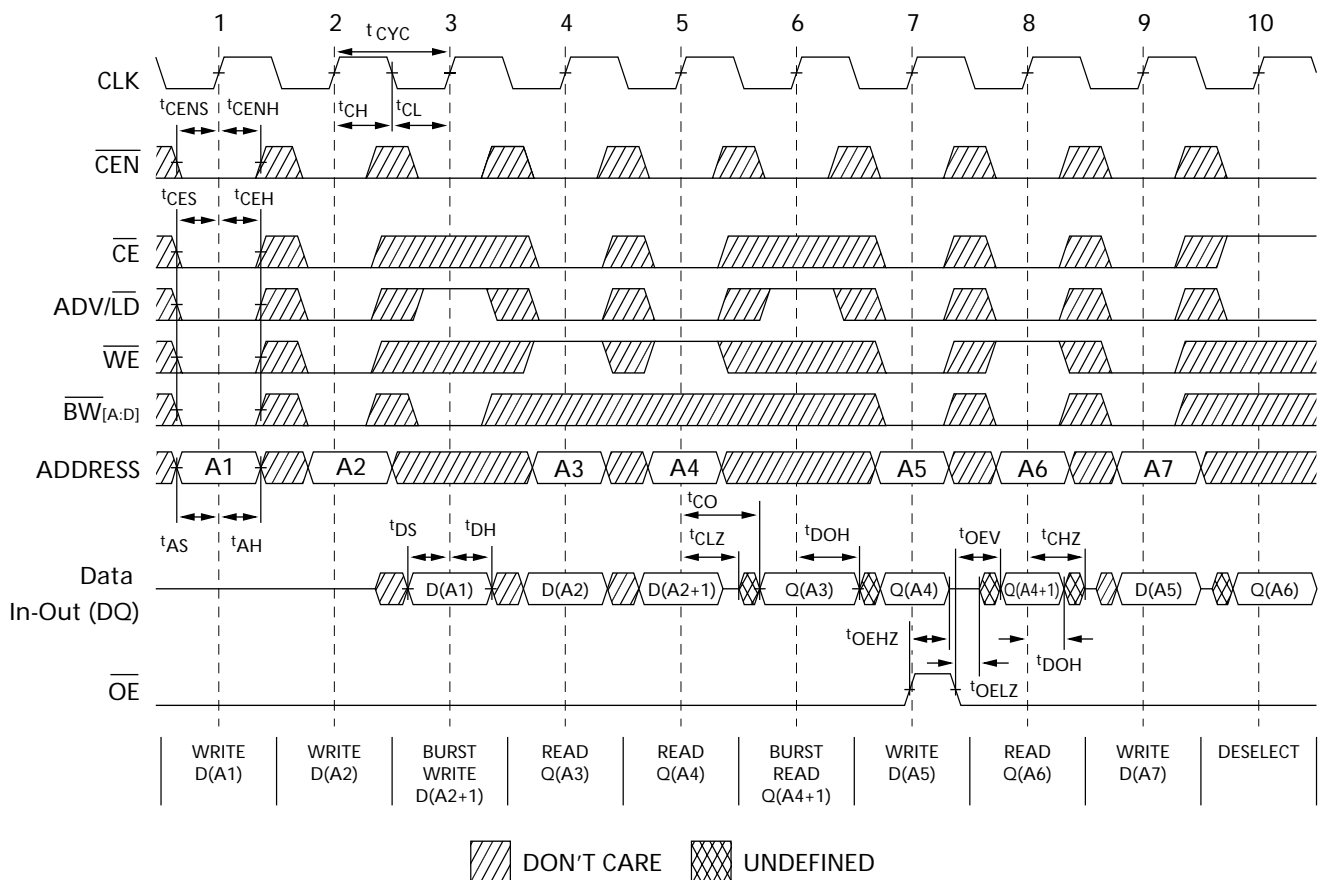 1 2 3 4 5 6 7 8 9 10
tCYC
CLK
tCENS tCENH tCH tCL
CEN
tCES tCEH
CE
ADV/LD
WE
BW[A:D]
ADDRESS A1 A2 A3 A4 A5 A6 A7
tCO
tAS tAH tDS tDH tCLZ tDOH tOEV tCHZ
Data
In-Out (DQ)
D(A1) D(A2) D(A2+1) Q(A3) Q(A4) Q(A4+1) D(A5) Q(A6)
tOEHZ tDOH
tOELZ
OE
WRITE
D(A1)
WRITE
D(A2)
BURST
WRITE
D(A2+1)
READ
Q(A3)
READ
Q(A4)
BURST
READ
Q(A4+1)
WRITE
D(A5)
READ
Q(A6)
WRITE
D(A7)
DESELECT
DON'T CARE UNDEFINED